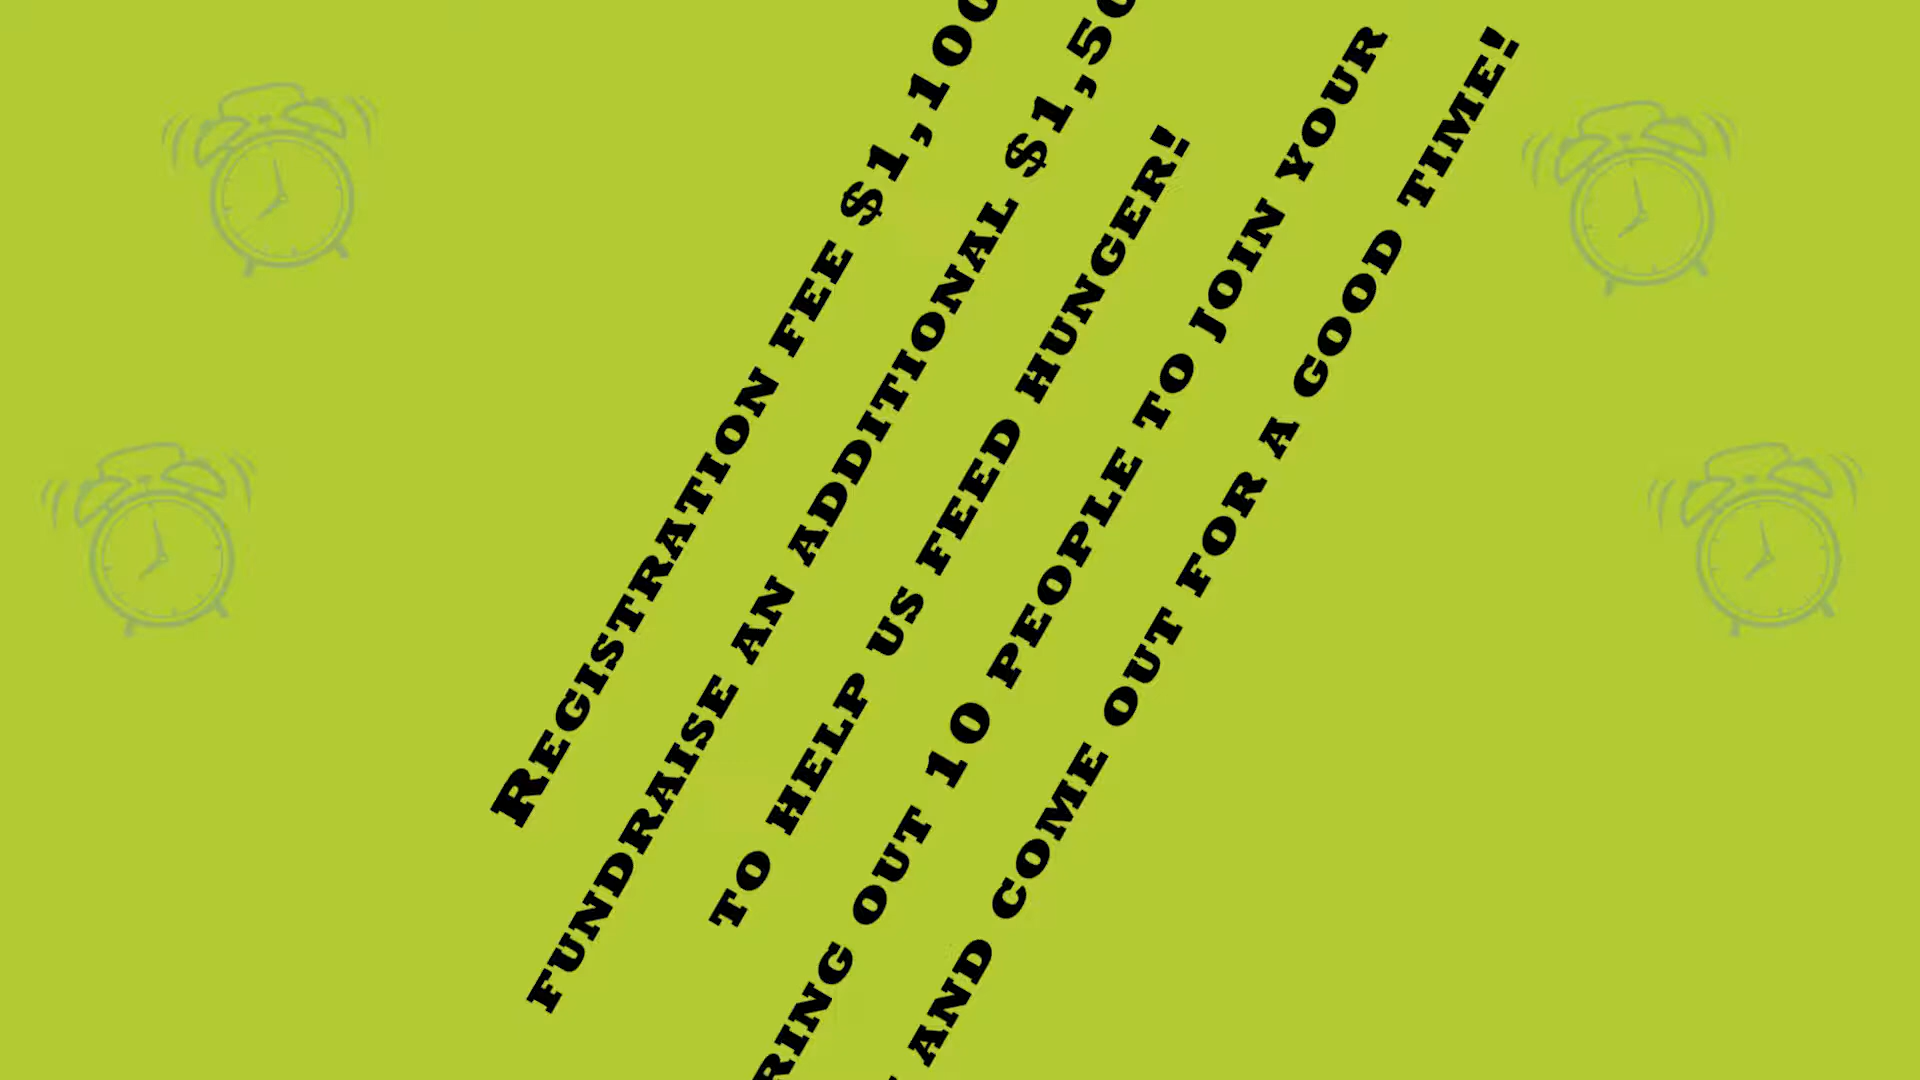 Registration fee $1,100
fundraise an additional $1,50
to help us feed hunger!
ring out 10 people to join your
and come out for a good time!